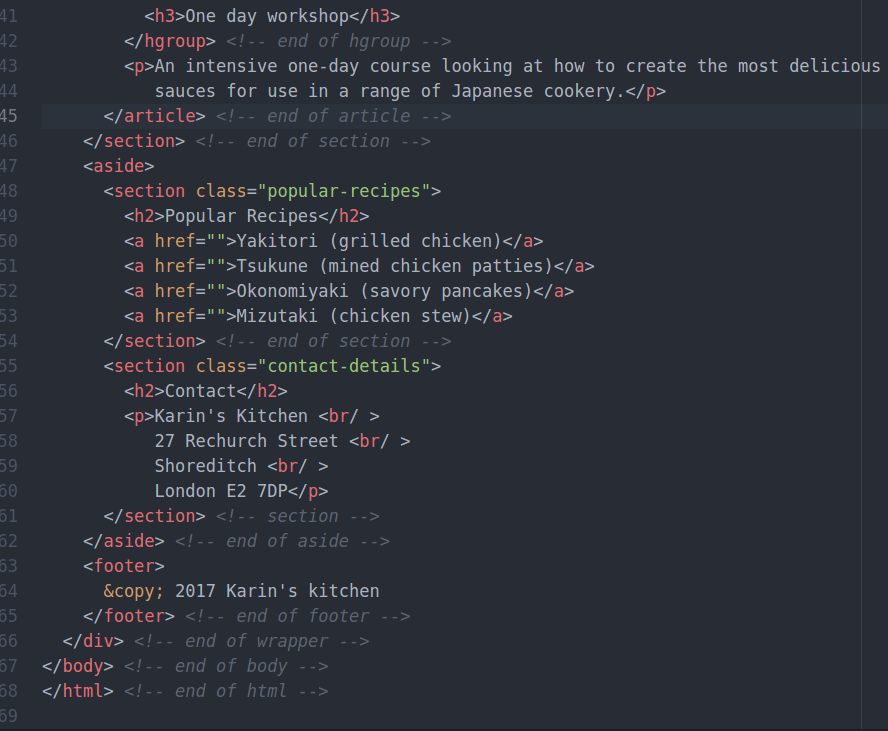 41 <h3>One day workshop</h3>
42 </hgroup> <!-- end of hgroup -->
43 <p>An intensive one-day course looking at how to create the most delicious
44 sauces for use in a range of Japanese cookery.</p>
45 </article> <!-- end of article -->
46 </section> <!-- end of section -->
47 <aside>
48 <section class="popular-recipes">
49 <h2>Popular Recipes</h2>
50 <a href="">Yakitori (grilled chicken)</a>
51 <a href="">Tsukune (mined chicken patties)</a>
52 <a href="">Okonomiyaki (savory pancakes)</a>
53 <a href="">Mizutaki (chicken stew)</a>
54 </section> <!-- end of section -->
55 <section class="contact-details">
56 <h2>Contact</h2>
57 <p>Karin's Kitchen <br/ >
58 27 Rechurch Street <br/ >
59 Shoreditch <br/ >
60 London E2 7DP</p>
61 </section> <!-- section -->
62 </aside> <!-- end of aside -->
63 <footer>
64 &copy; 2017 Karin's kitchen
65 </footer> <!-- end of footer -->
66 </div> <!-- end of wrapper -->
67 </body> <!-- end of body -->
68 </html> <!-- end of html -->
69